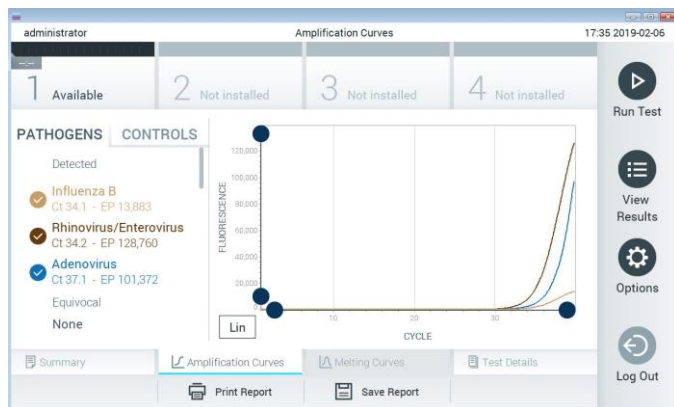 administrator
Amplification Curves
17:35 2019-02-06
1 Available
2 Not installed
3 Not installed
4 Not installed
Run Test
PATHOGENS
CONTROLS
Detected
Influenza B
Ct 34.1 - EP 13,883
Rhinovirus/Enterovirus
Ct 34.2 - EP 128,760
Adenovirus
Ct 37.1 - EP 101,372
Equivocal
None
FLUORESCENCE
120,000
100,000
80,000
60,000
40,000
20,000
0
10
20
30
CYCLE
Lin
View
Results
Options
Log Out
Summary
Amplification Curves
Melting Curves
Test Details
Print Report
Save Report